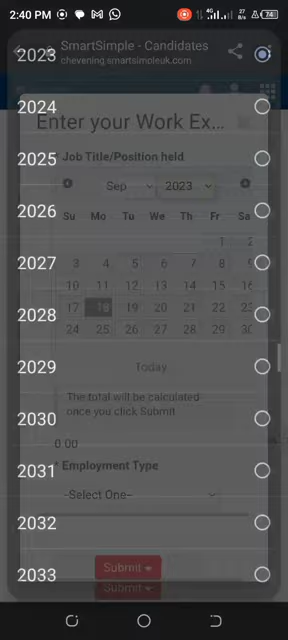 2:40 PM
74
SmartSimple - Candidates
chevening.smartsimpleuk.com
2023
2024
Enter your Work Ex...
* Job Title/Position held
2025
Sep
2023
2026
Su Mo Tu We Th Fr Sa
1 2
2027
3 4 5 6 7 8 9
10 11 12 13 14 15 16
2028
17 18 19 20 21 22 23
24 25 26 27 28 29 30
2029
Today
The total will be calculated
once you click Submit
2030
0.00
* Employment Type
2031
--Select One--
2032
Submit
2033
Submit